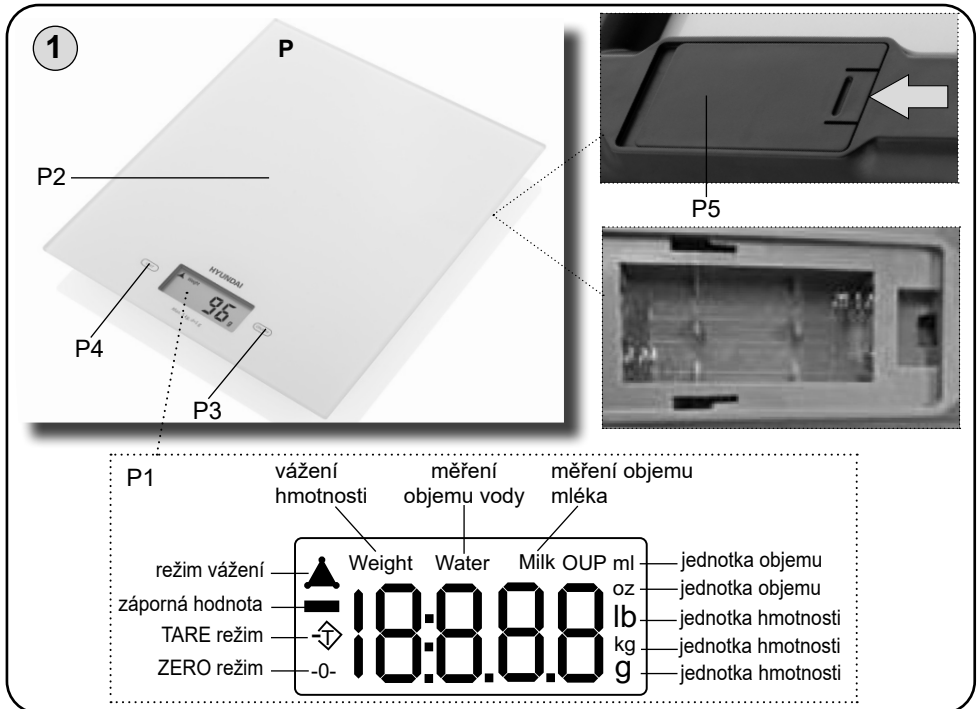 1
P
P2
P4
P3
P5
HYUNDAI
96 g
P1
vážení
hmotnosti
měření
objemu vody
měření objemu
mléka
Weight Water Milk OUP ml
oz
lb
kg
g
18:8.8.8
režim vážení
záporná hodnota
TARE režim
ZERO režim
T
-0-
jednotka objemu
jednotka objemu
jednotka hmotnosti
jednotka hmotnosti
jednotka hmotnosti